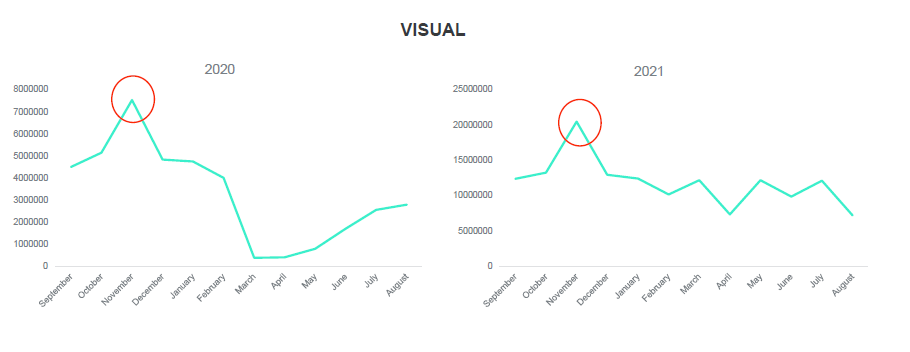 VISUAL
2020
8000000
7000000
6000000
5000000
4000000
3000000
2000000
1000000
0
September
October
November
December
January
February
March
April
May
June
July
August
2021
25000000
20000000
15000000
10000000
5000000
0
September
October
November
December
January
February
March
April
May
June
July
August